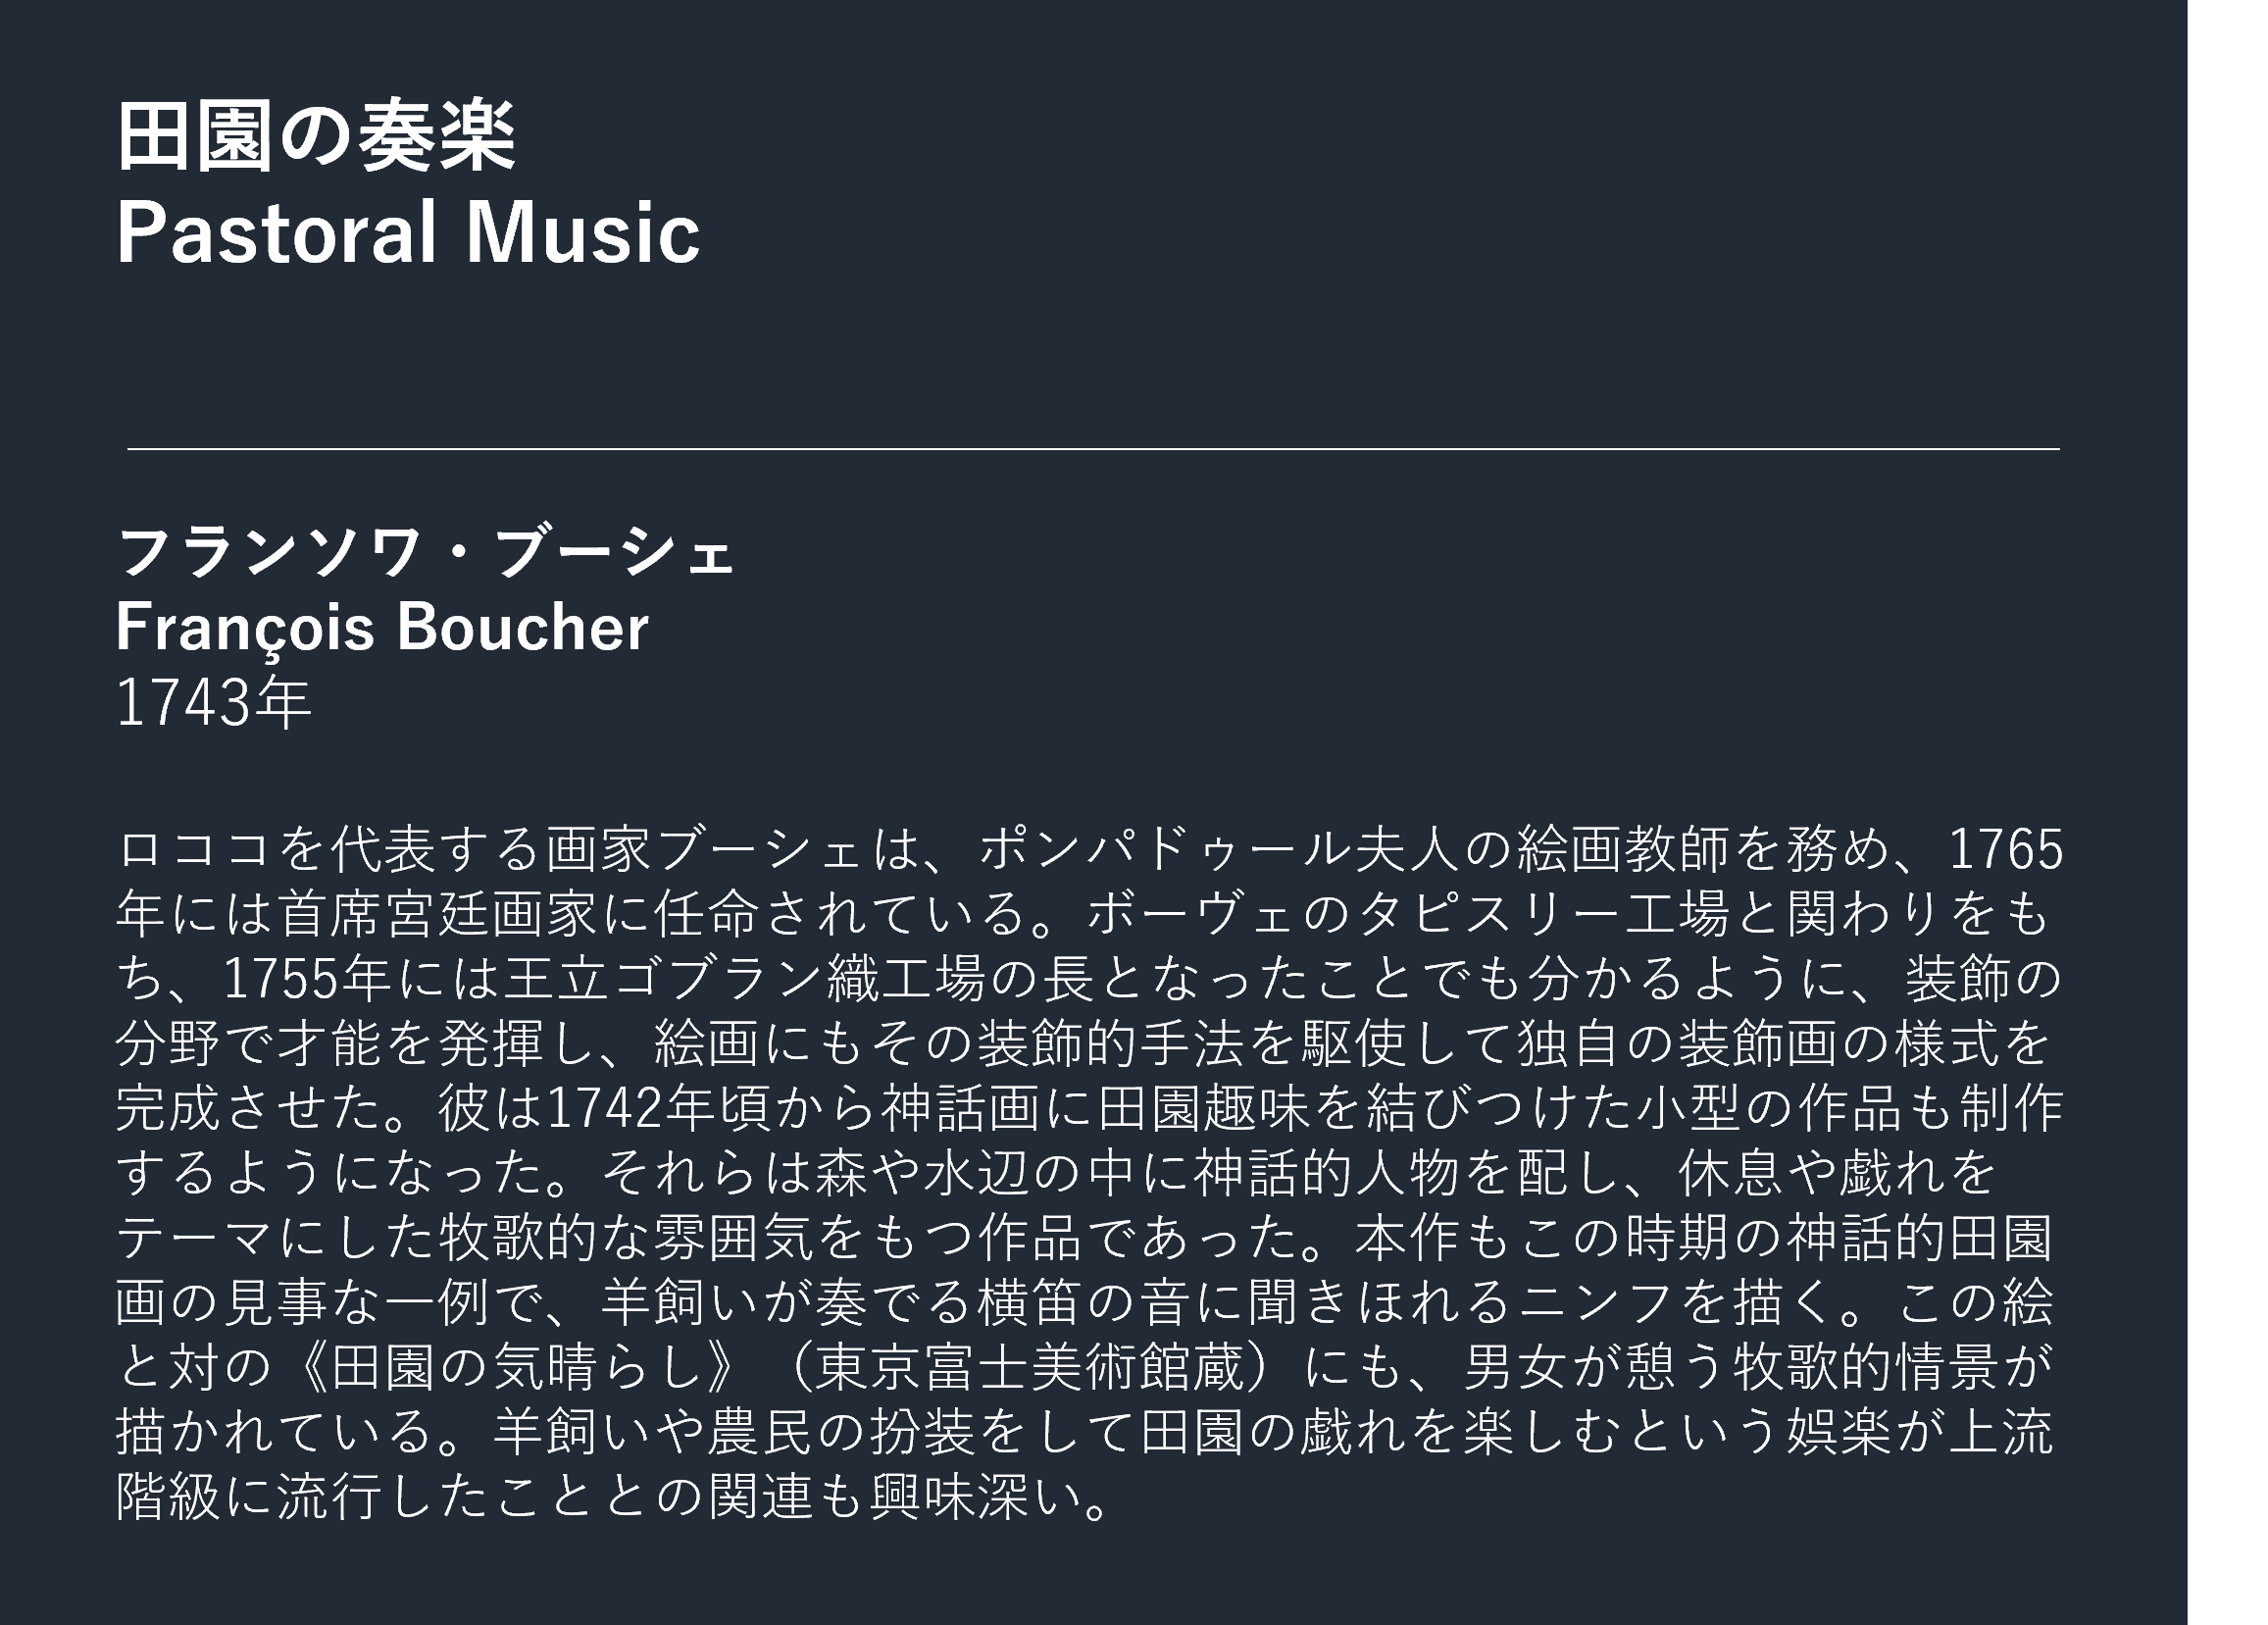 田園の奏楽
Pastoral Music
フランソワ・ブーシェ
François Boucher
1743年
ロココを代表する画家ブーシェは、ポンパドゥール夫人の絵画教師を務め、1765
年には首席宮廷画家に任命されている。ボーヴェのタピスリー工場と関わりをも
ち、1755年には王立ゴブラン織工場の長となったことでも分かるように、装飾の
分野で才能を発揮し、絵画にもその装飾的手法を駆使して独自の装飾画の様式を
完成させた。彼は1742年頃から神話画に田園趣味を結びつけた小型の作品も制作
するようになった。それらは森や水辺の中に神話的人物を配し、休息や戯れを
テーマにした牧歌的な雰囲気をもつ作品であった。本作もこの時期の神話的田園
画の見事な一例で、羊飼いが奏でる横笛の音に聞きほれるニンフを描く。この絵
と対の《田園の気晴らし》（東京富士美術館蔵）にも、男女が憩う牧歌的情景が
描かれている。羊飼いや農民の扮装をして田園の戯れを楽しむという娯楽が上流
階級に流行したこととの関連も興味深い。